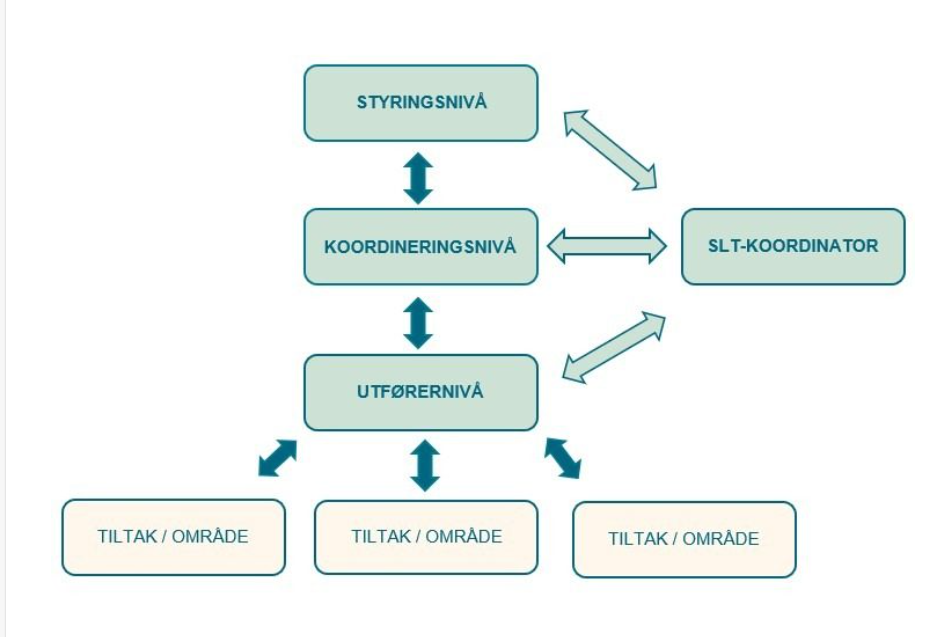 STYRINGSNIVÅ
KOORDINERINGSNIVÅ
SLT-KOORDINATOR
UTFØRERNIVÅ
TILTAK / OMRÅDE
TILTAK / OMRÅDE
TILTAK / OMRÅDE